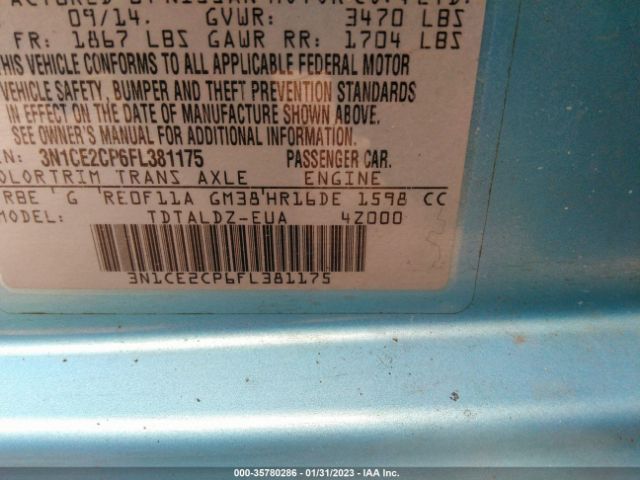 09/14. GVWR: 3470 LBS
FR: 1867 LBS GAWR RR: 1704 LBS
THIS VEHICLE CONFORMS TO ALL APPLICABLE FEDERAL MOTOR
VEHICLE SAFETY, BUMPER AND THEFT PREVENTION STANDARDS
IN EFFECT ON THE DATE OF MANUFACTURE SHOWN ABOVE.
SEE OWNER'S MANUAL FOR ADDITIONAL INFORMATION.
N: 3N1CE2CP6FL381175 PASSENGER CAR.
OLORTRIM TRANS AXLE ENGINE
RBE G RE0F11A GM38 HR16DE 1598 CC
MODEL: TDTALDZ-EUA 4Z000
3N1CE2CP6FL381175
000-35780286 - 01/31/2023 - IAA Inc.